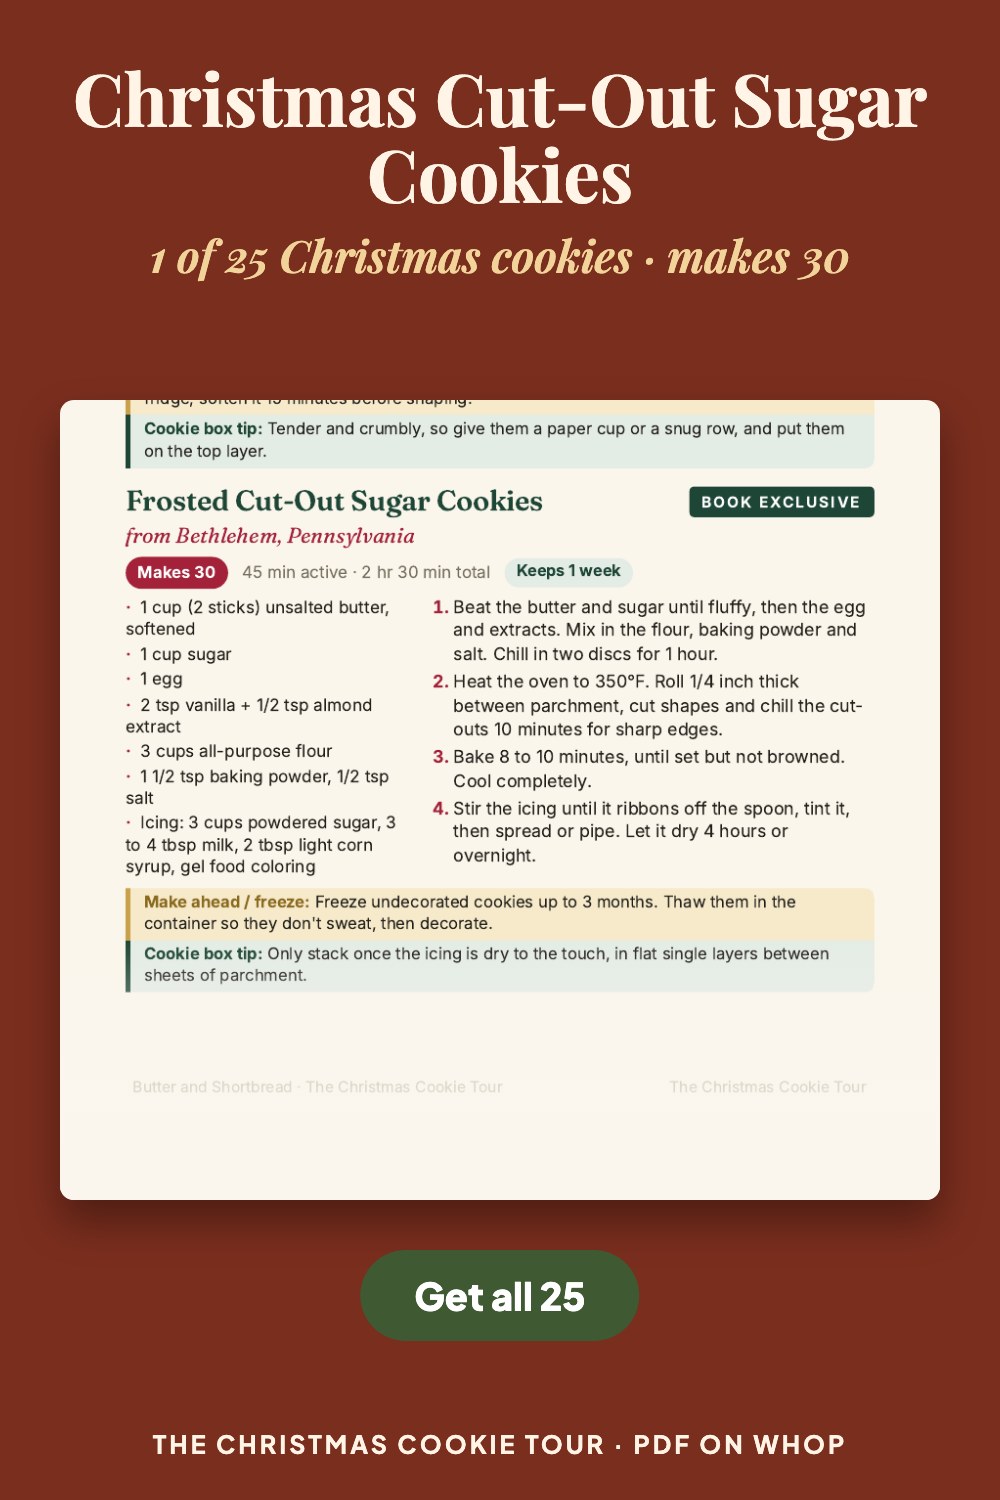 Christmas Cut-Out Sugar
Cookies
1 of 25 Christmas cookies · makes 30
fridge, soften it 15 minutes before shaping.
Cookie box tip: Tender and crumbly, so give them a paper cup or a snug row, and put them
on the top layer.
Frosted Cut-Out Sugar Cookies
BOOK EXCLUSIVE
from Bethlehem, Pennsylvania
Makes 30 45 min active · 2 hr 30 min total Keeps 1 week
· 1 cup (2 sticks) unsalted butter,
softened
· 1 cup sugar
· 1 egg
· 2 tsp vanilla + 1/2 tsp almond
extract
· 3 cups all-purpose flour
· 1 1/2 tsp baking powder, 1/2 tsp
salt
· Icing: 3 cups powdered sugar, 3
to 4 tbsp milk, 2 tbsp light corn
syrup, gel food coloring
1. Beat the butter and sugar until fluffy, then the egg
and extracts. Mix in the flour, baking powder and
salt. Chill in two discs for 1 hour.
2. Heat the oven to 350°F. Roll 1/4 inch thick
between parchment, cut shapes and chill the cut-
outs 10 minutes for sharp edges.
3. Bake 8 to 10 minutes, until set but not browned.
Cool completely.
4. Stir the icing until it ribbons off the spoon, tint it,
then spread or pipe. Let it dry 4 hours or
overnight.
Make ahead / freeze: Freeze undecorated cookies up to 3 months. Thaw them in the
container so they don't sweat, then decorate.
Cookie box tip: Only stack once the icing is dry to the touch, in flat single layers between
sheets of parchment.
Butter and Shortbread · The Christmas Cookie Tour
The Christmas Cookie Tour
Get all 25
THE CHRISTMAS COOKIE TOUR · PDF ON WHOP